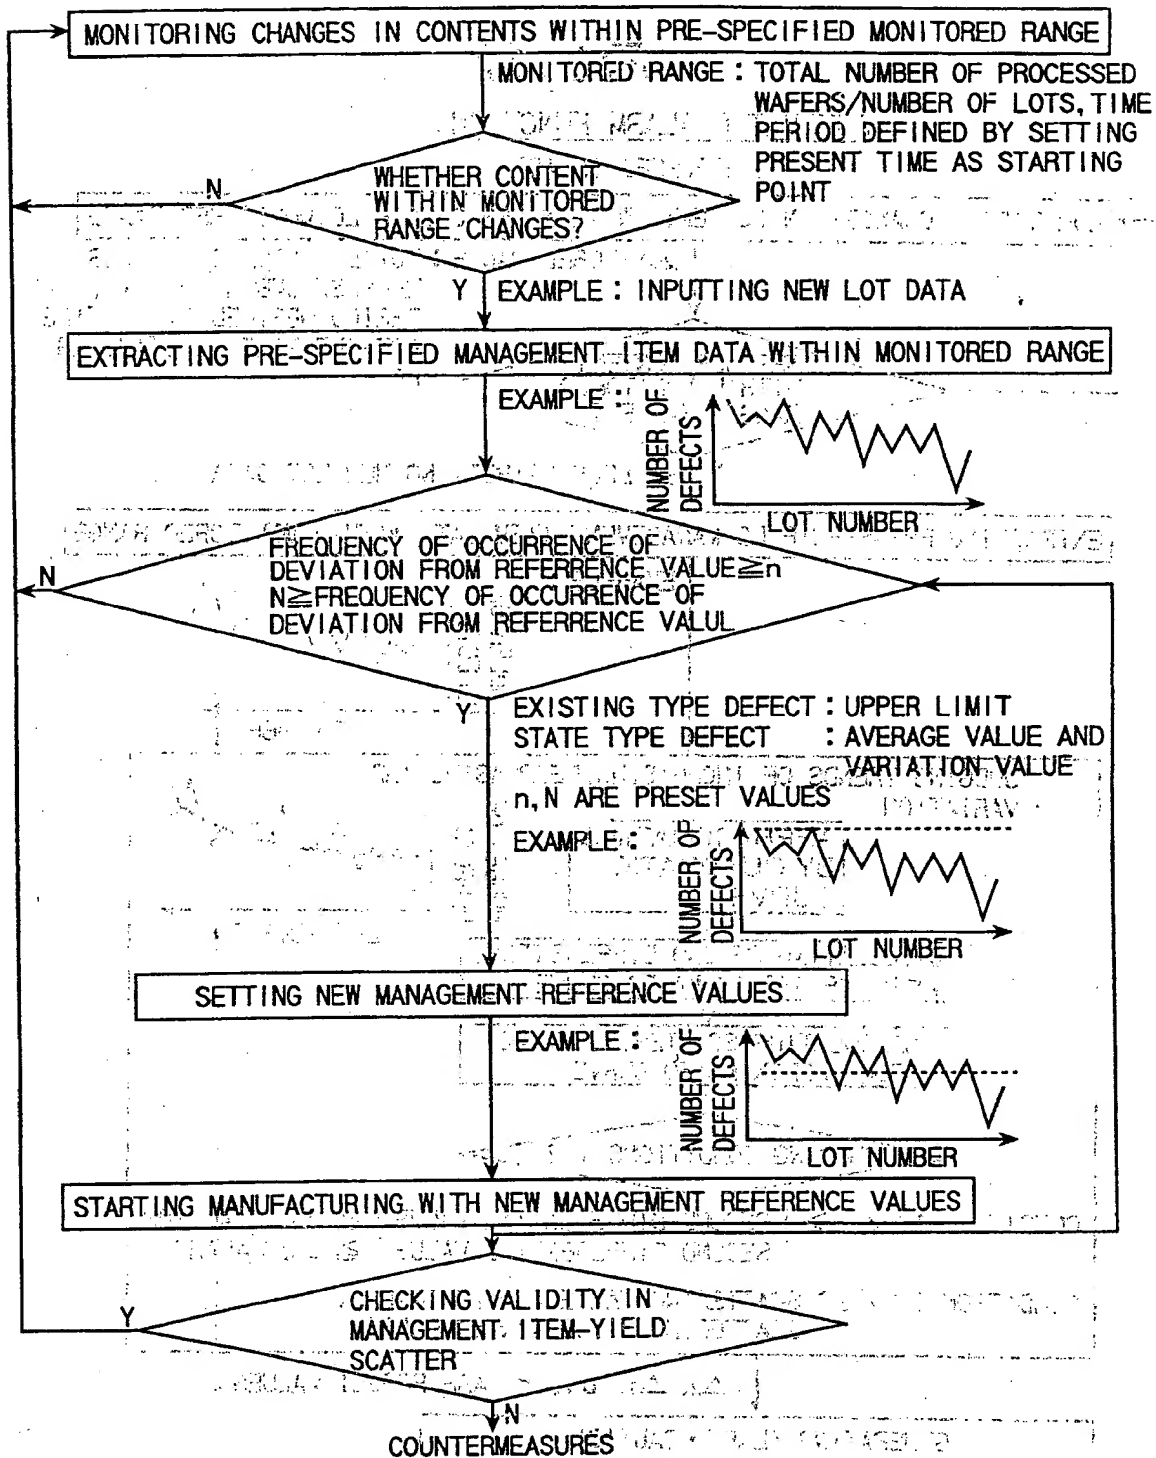 MONITORING CHANGES IN CONTENTS WITHIN PRE-SPECIFIED MONITORED RANGE
MONITORED RANGE : TOTAL NUMBER OF PROCESSED
WAFERS/NUMBER OF LOTS, TIME
PERIOD DEFINED BY SETTING
PRESENT TIME AS STARTING
POINT
WHETHER CONTENT
WITHIN MONITORED
RANGE CHANGES?
N
Y
EXAMPLE : INPUTTING NEW LOT DATA
EXTRACTING PRE-SPECIFIED MANAGEMENT ITEM DATA WITHIN MONITORED RANGE
EXAMPLE :
NUMBER OF
DEFECTS
LOT NUMBER
FREQUENCY OF OCCURRENCE OF
DEVIATION FROM REFERRENCE VALUE≧n
N≧FREQUENCY OF OCCURRENCE OF
DEVIATION FROM REFERRENCE VALUL
N
Y
EXISTING TYPE DEFECT : UPPER LIMIT
STATE TYPE DEFECT : AVERAGE VALUE AND
VARIATION VALUE
n, N ARE PRESET VALUES
EXAMPLE :
NUMBER OF
DEFECTS
LOT NUMBER
SETTING NEW MANAGEMENT REFERENCE VALUES
EXAMPLE :
NUMBER OF
DEFECTS
LOT NUMBER
STARTING MANUFACTURING WITH NEW MANAGEMENT REFERENCE VALUES
CHECKING VALIDITY IN
MANAGEMENT ITEM-YIELD
SCATTER
Y
N
COUNTERMEASURES